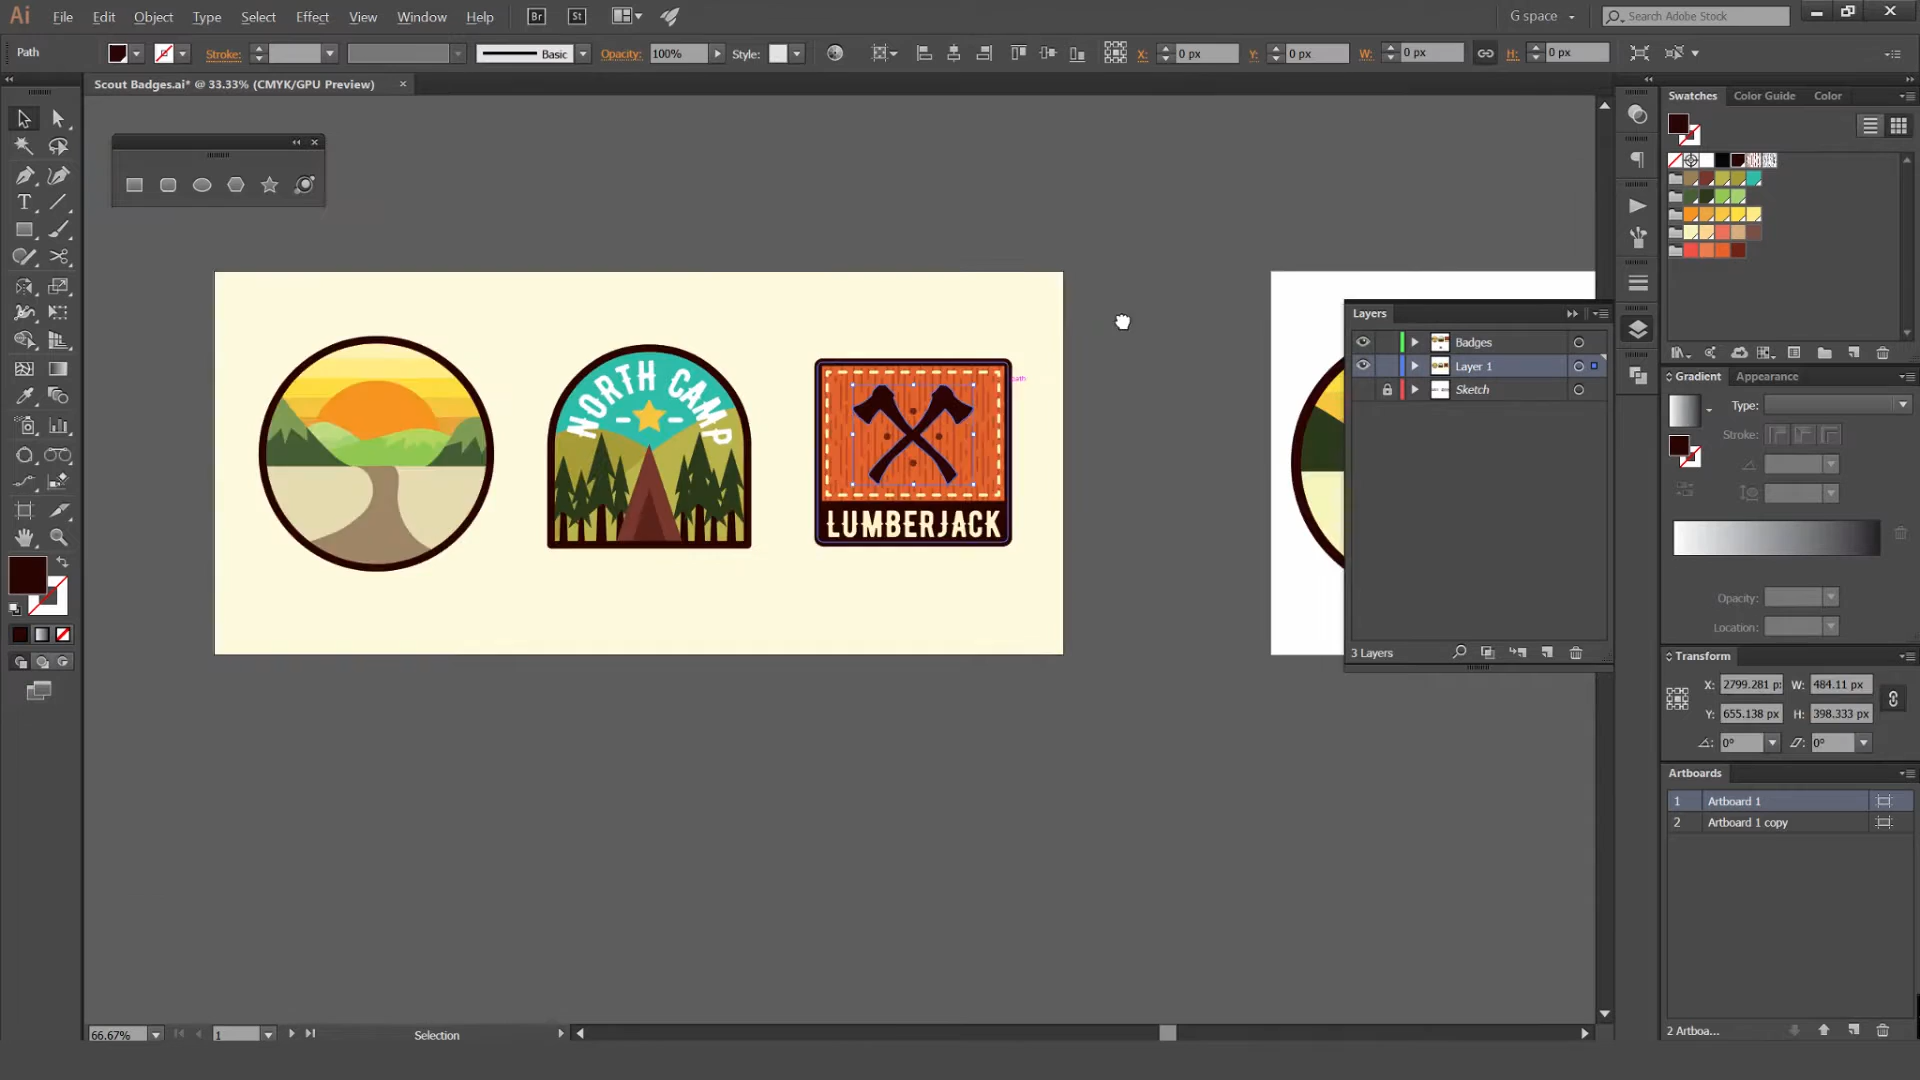 Ai File Edit Object Type Select Effect View Window Help Br St G space Search Adobe Stock
Path Stroke: Basic Opacity: 100% Style: X: 0 px Y: 0 px W: 0 px H: 0 px
Scout Badges.ai* @ 33.33% (CMYK/GPU Preview)
Swatches Color Guide Color
Layers
Badges
Layer 1
Sketch
3 Layers
NORTH CAMP
LUMBERJACK
path
Gradient Appearance
Type:
Stroke:
Opacity:
Location:
Transform
X: 2799.281 p: W: 484.11 px
Y: 655.138 px H: 398.333 px
0° 0°
Artboards
1 Artboard 1
2 Artboard 1 copy
2 Artboa...
66.67% 1 Selection